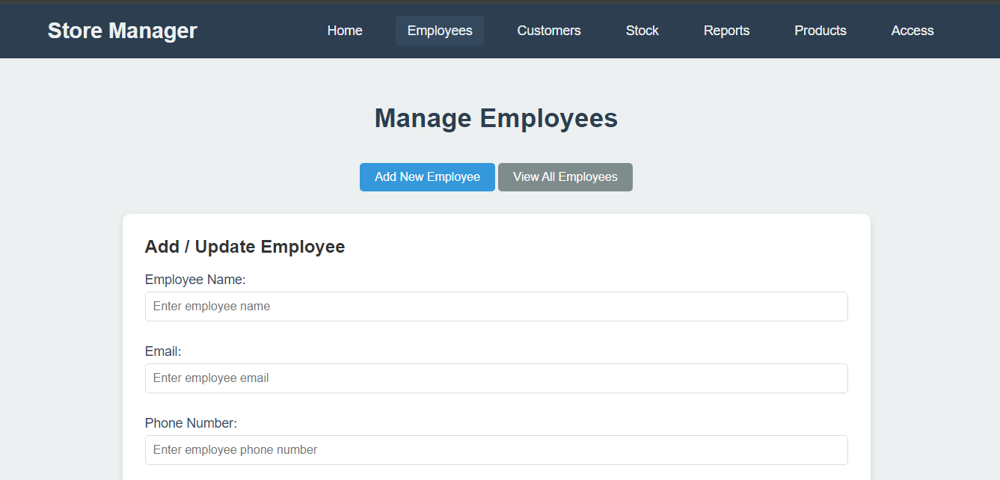 Store Manager Home Employees Customers Stock Reports Products Access
Manage Employees
Add New Employee View All Employees
Add / Update Employee
Employee Name:
Enter employee name
Email:
Enter employee email
Phone Number:
Enter employee phone number